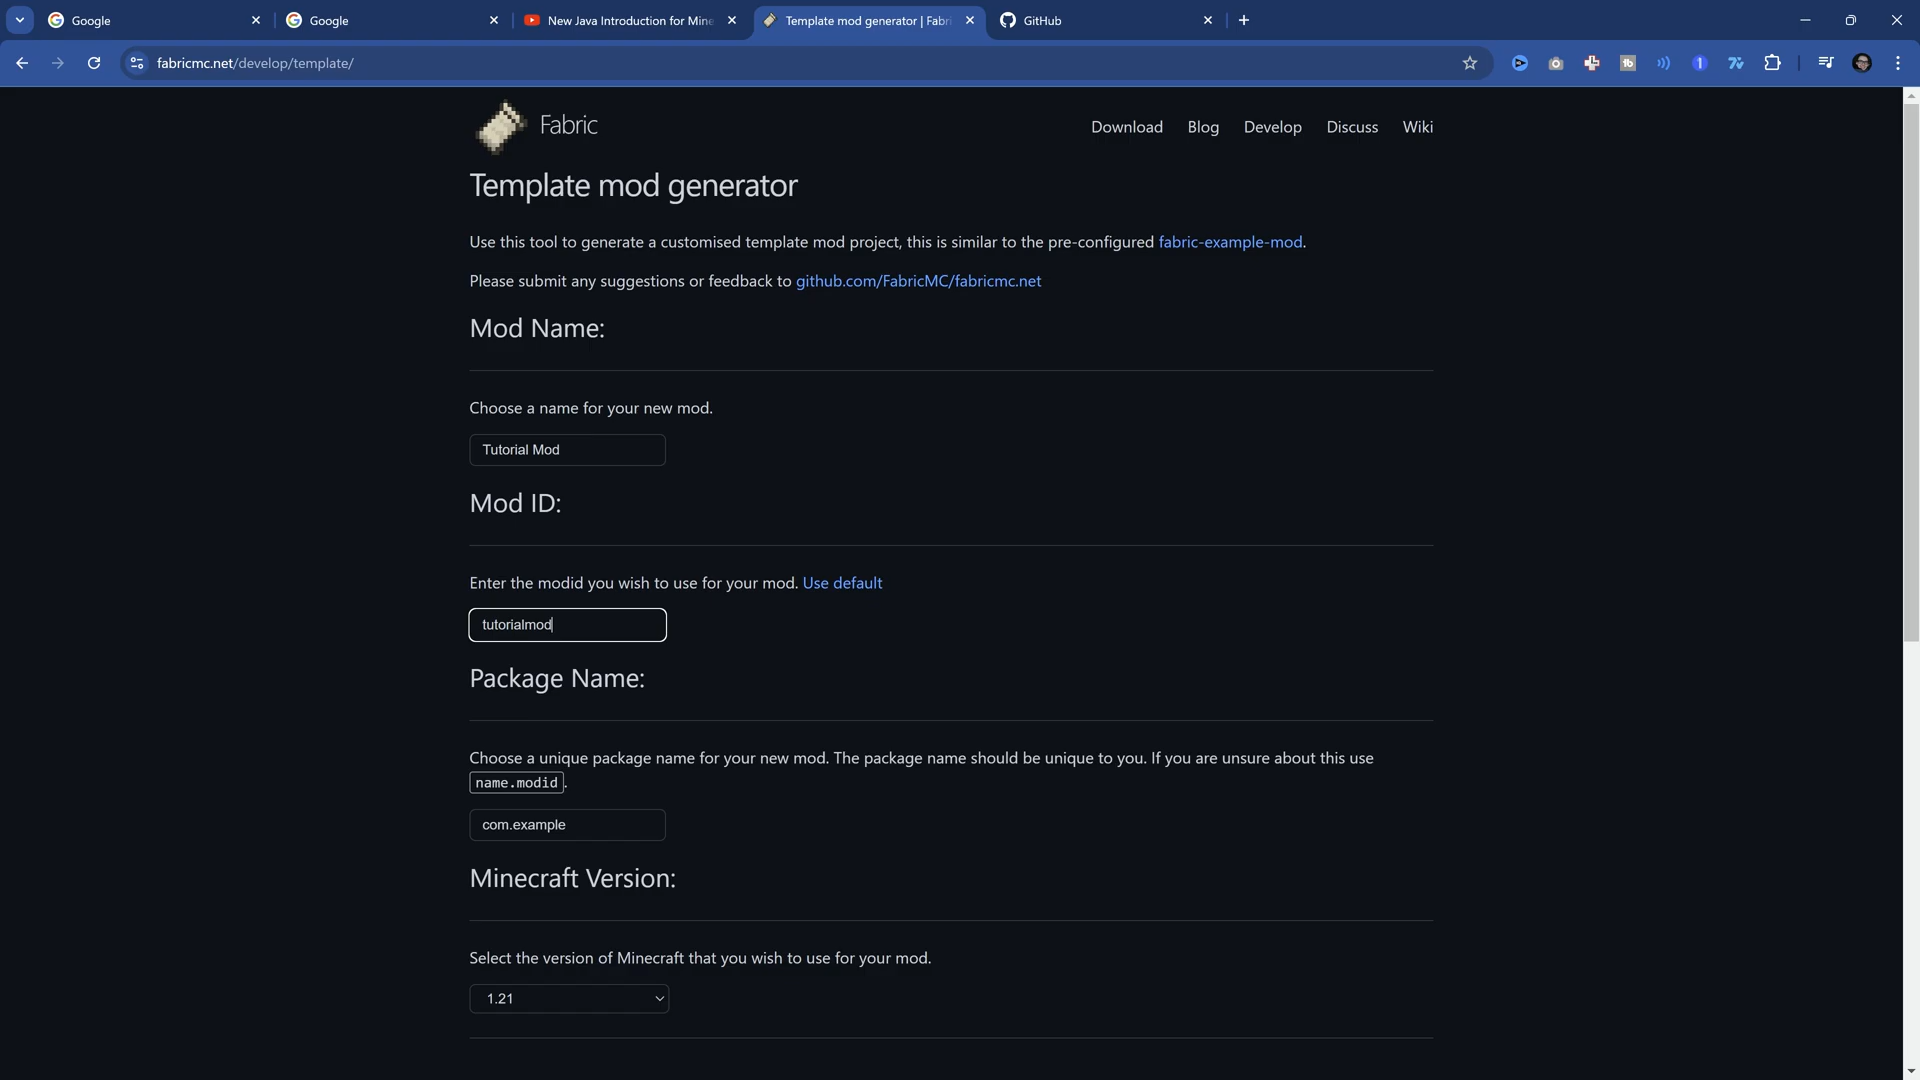 Google
Google
New Java Introduction for Mine
Template mod generator | Fabri
GitHub
fabricmc.net/develop/template/
Fabric
Download
Blog
Develop
Discuss
Wiki
Template mod generator
Use this tool to generate a customised template mod project, this is similar to the pre-configured fabric-example-mod.
Please submit any suggestions or feedback to github.com/FabricMC/fabricmc.net
Mod Name:
Choose a name for your new mod.
Tutorial Mod
Mod ID:
Enter the modid you wish to use for your mod. Use default
tutorialmod
Package Name:
Choose a unique package name for your new mod. The package name should be unique to you. If you are unsure about this use
name.modid.
com.example
Minecraft Version:
Select the version of Minecraft that you wish to use for your mod.
1.21